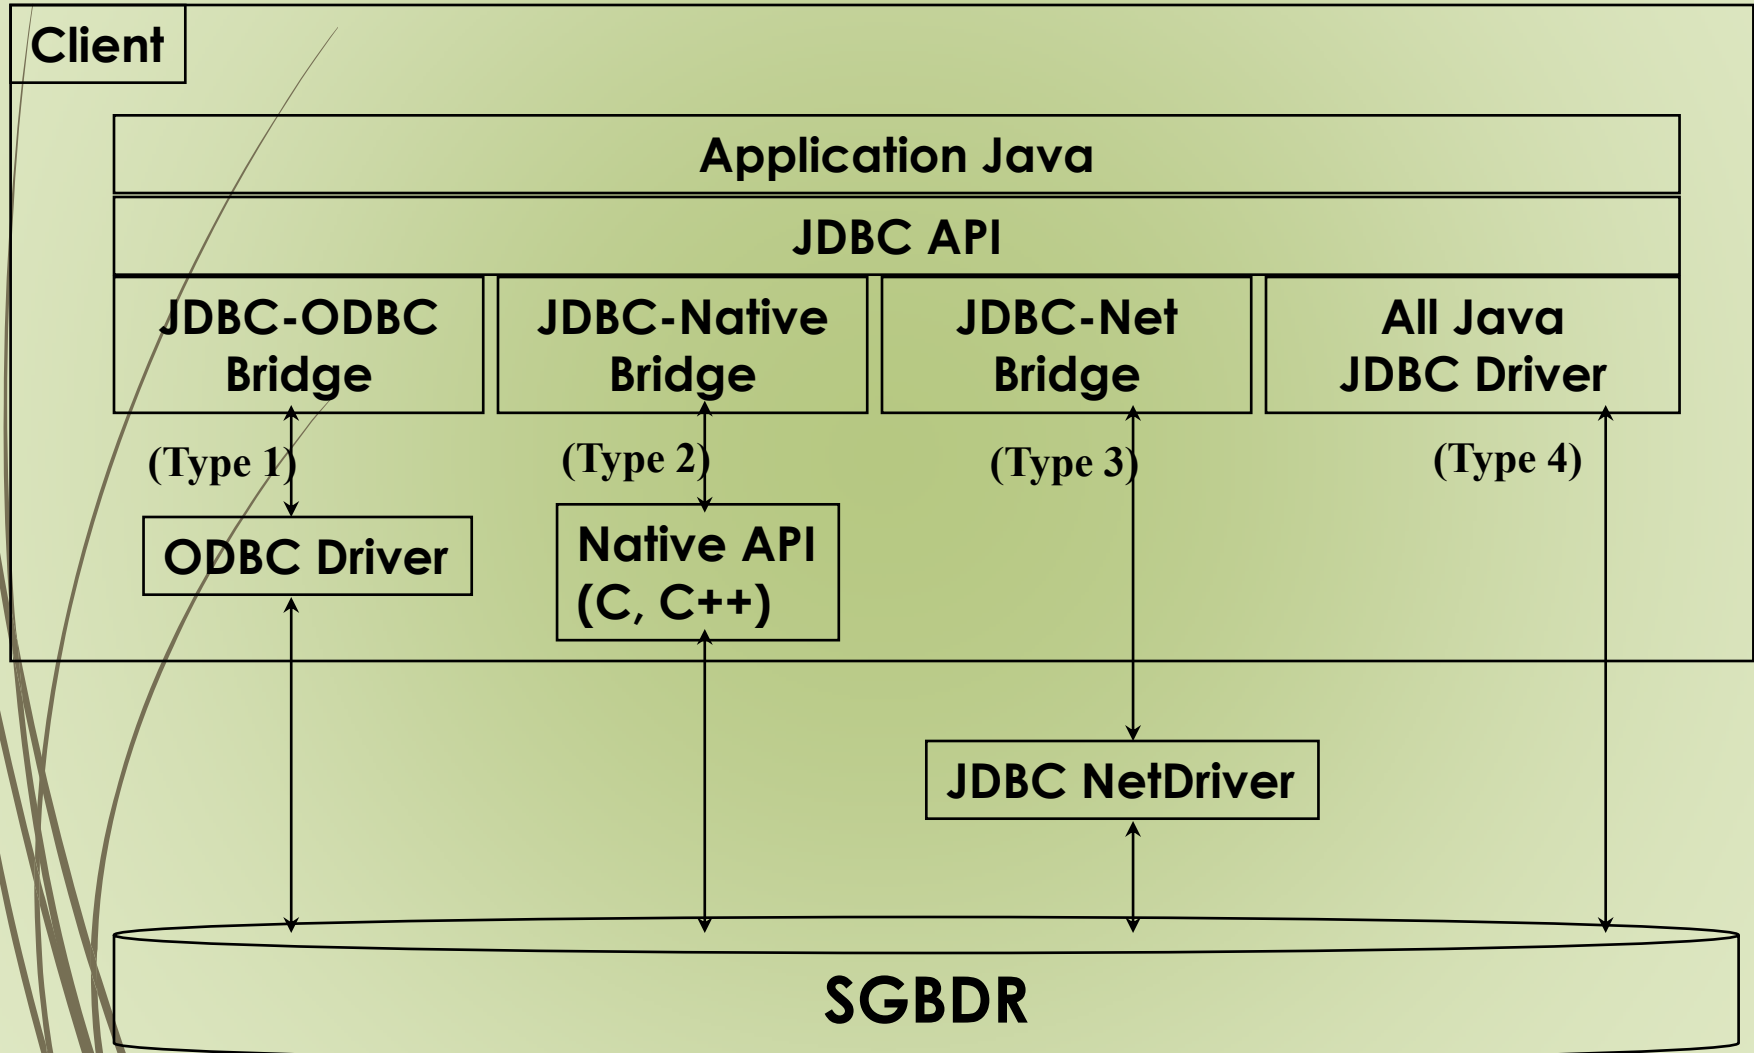 Client
Application Java
JDBC API
JDBC-ODBC
Bridge
JDBC-Native
Bridge
JDBC-Net
Bridge
All Java
JDBC Driver
(Type 1)
(Type 2)
(Type 3)
(Type 4)
ODBC Driver
Native API
(C, C++)
JDBC NetDriver
SGBDR